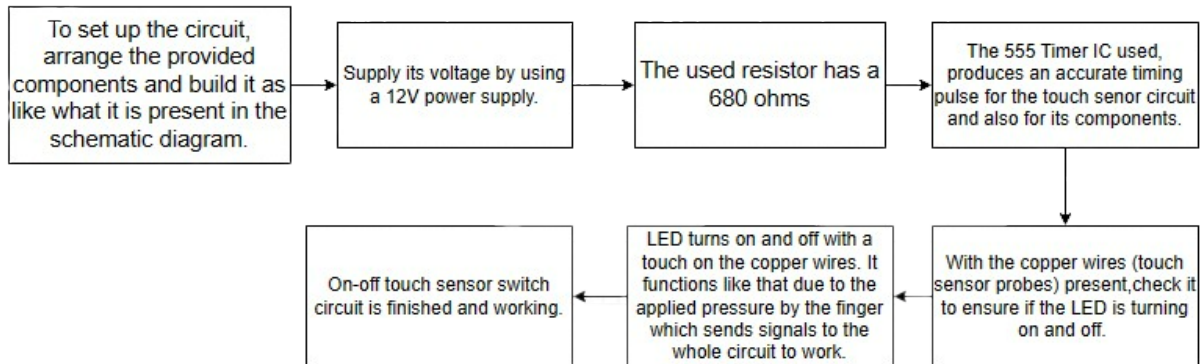 To set up the circuit,
arrange the provided
components and build it as
like what it is present in the
schematic diagram.
Supply its voltage by using
a 12V power supply.
The used resistor has a
680 ohms
The 555 Timer IC used,
produces an accurate timing
pulse for the touch senor circuit
and also for its components.
With the copper wires (touch
sensor probes) present,check it
to ensure if the LED is turning
on and off.
LED turns on and off with a
touch on the copper wires. It
functions like that due to the
applied pressure by the finger
which sends signals to the
whole circuit to work.
On-off touch sensor switch
circuit is finished and working.